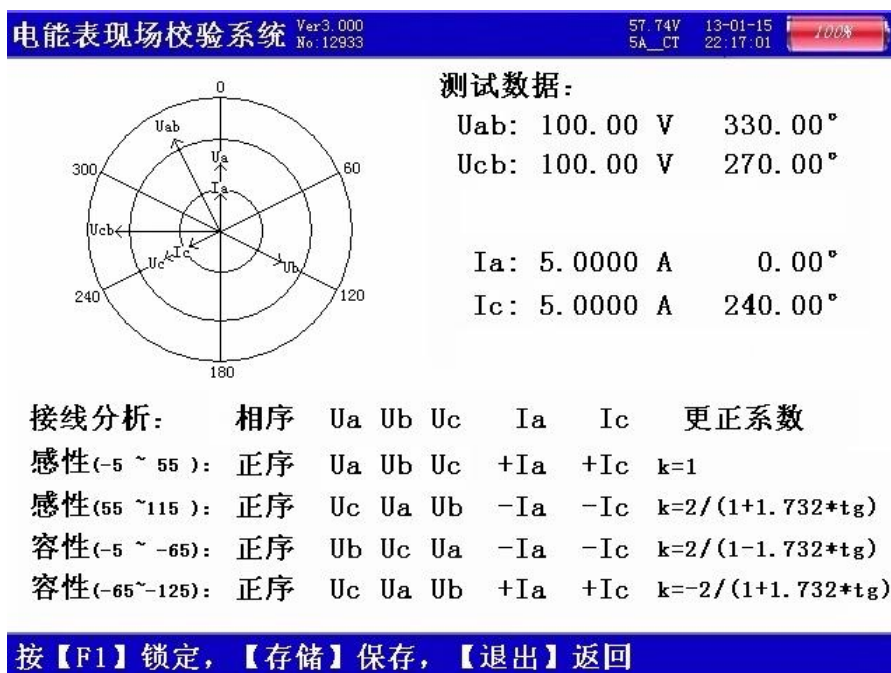 电能表现场校验系统 Ver3.000 No:12933 57.74V 5A__CT 13-01-15 22:17:01 100%
0
Uab
Ua
300
60
Ia
Ucb
Uc
Ic
Ub
240
120
180
测试数据:
Uab: 100.00 V 330.00°
Ucb: 100.00 V 270.00°
Ia: 5.0000 A 0.00°
Ic: 5.0000 A 240.00°
接线分析: 相序 Ua Ub Uc Ia Ic 更正系数
感性(-5 ~ 55 ): 正序 Ua Ub Uc +Ia +Ic k=1
感性(55 ~115 ): 正序 Uc Ua Ub -Ia -Ic k=2/(1+1.732*tg)
容性(-5 ~ -65): 正序 Ub Uc Ua -Ia -Ic k=2/(1-1.732*tg)
容性(-65~-125): 正序 Uc Ua Ub +Ia +Ic k=-2/(1+1.732*tg)
按【F1】锁定，【存储】保存，【退出】返回